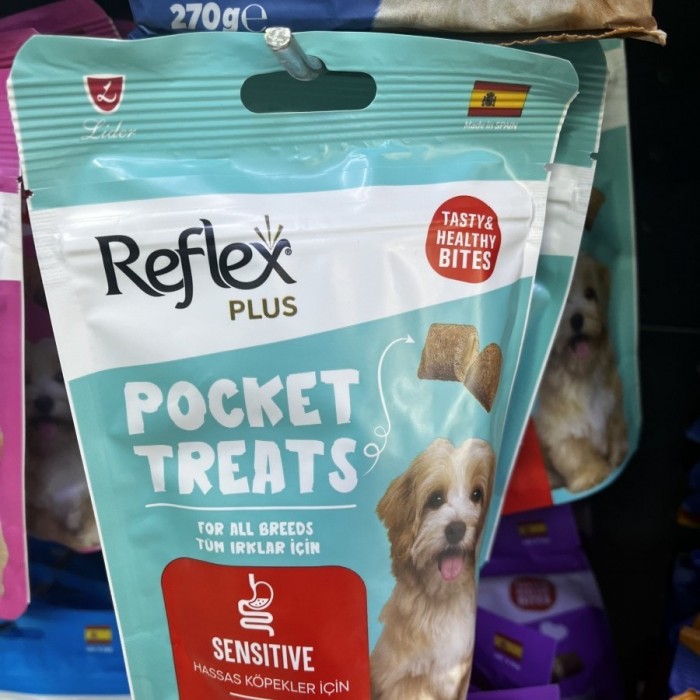 270g e
Lider
Made in SPAIN
TASTY&
HEALTHY
BITES
Reflex
PLUS
POCKET
TREATS
FOR ALL BREEDS
TÜM IRKLAR İÇİN
SENSITIVE
HASSAS KÖPEKLER İÇİN
BITES